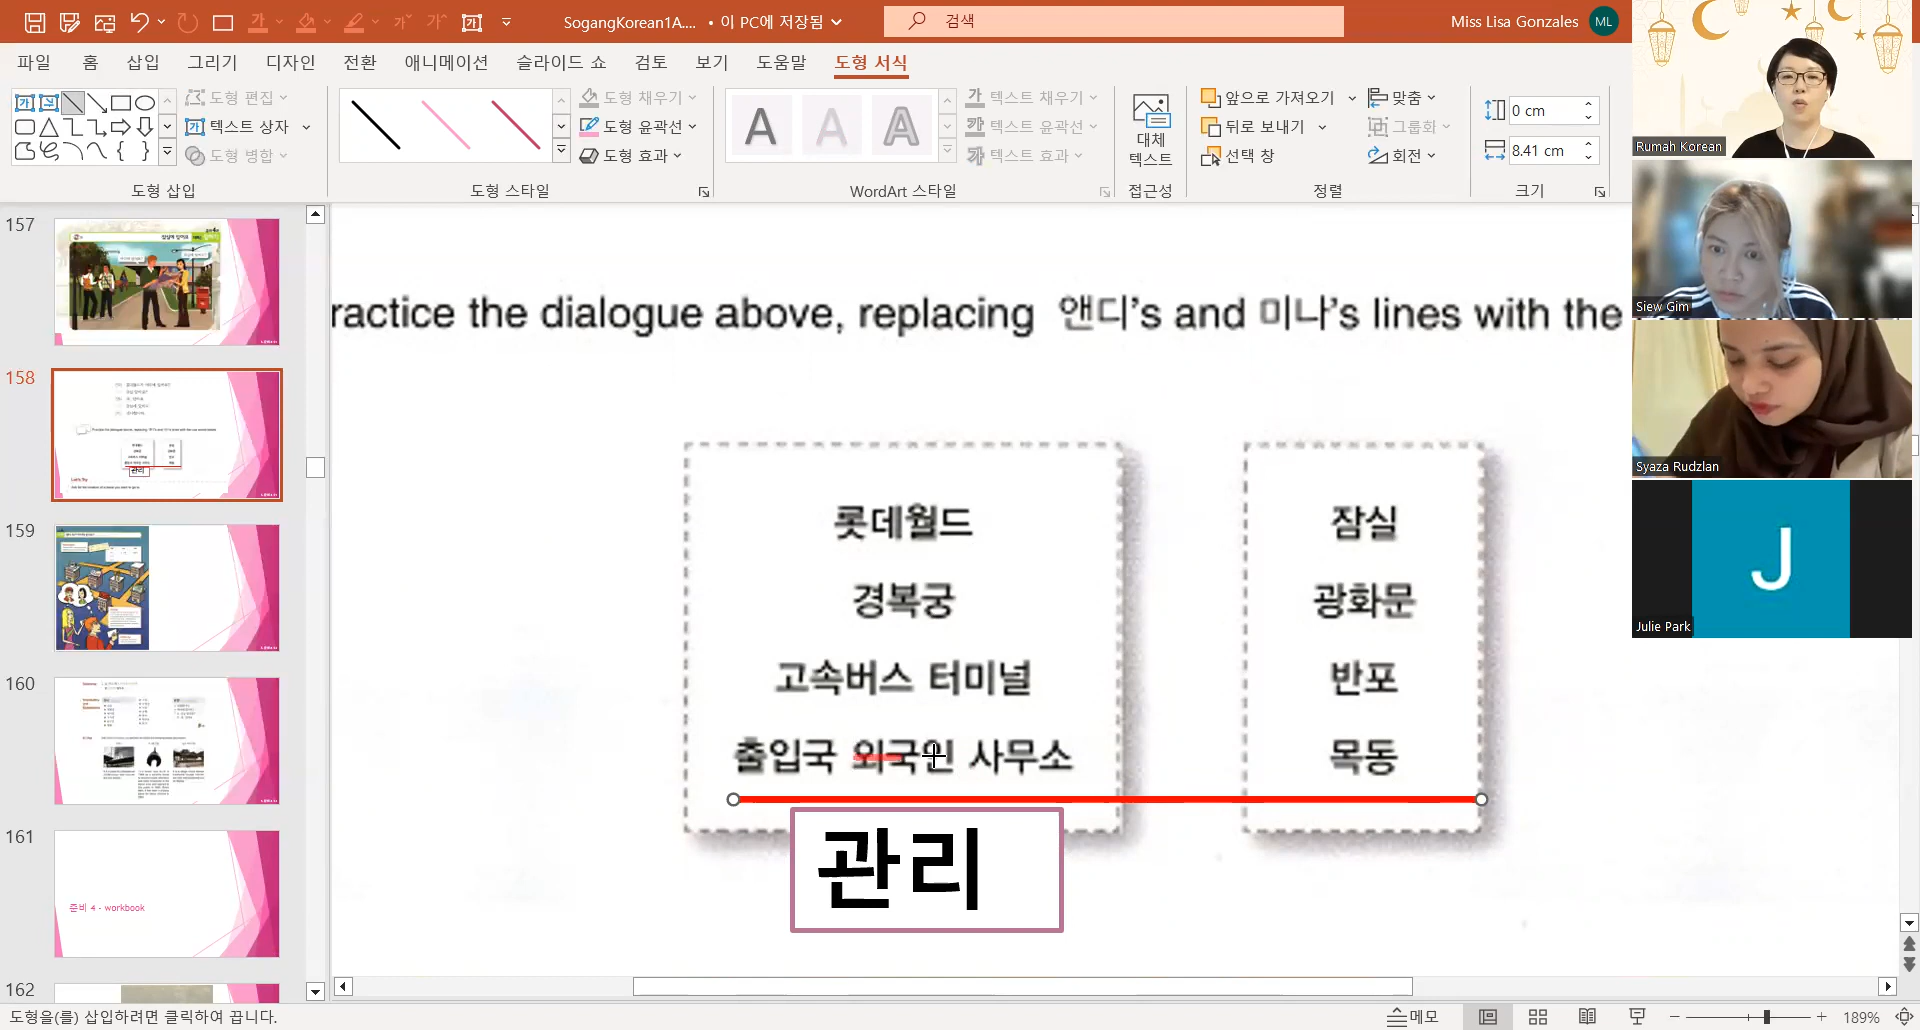 SogangKorean1A.... • 이 PC에 저장됨
검색
Miss Lisa Gonzales ML
파일 홈 삽입 그리기 디자인 전환 애니메이션 슬라이드 쇼 검토 보기 도움말 도형 서식
도형 편집
텍스트 상자
도형 병합
도형 삽입
도형 채우기
도형 윤곽선
도형 효과
도형 스타일
A A A
텍스트 채우기
텍스트 윤곽선
텍스트 효과
WordArt 스타일
대체
텍스트
접근성
앞으로 가져오기
뒤로 보내기
선택 창
맞춤
그룹화
회전
정렬
0 cm
8.41 cm
크기
157
158
159
160
161
준비 4 - workbook
162
ractice the dialogue above, replacing 앤디's and 미나's lines with the
롯데월드
경복궁
고속버스 터미널
출입국 외국인 사무소
잠실
광화문
반포
목동
관리
Rumah Korean
Siew Gim
Syaza Rudzlan
J
Julie Park
도형을(를) 삽입하려면 클릭하여 끕니다.
메모
189%